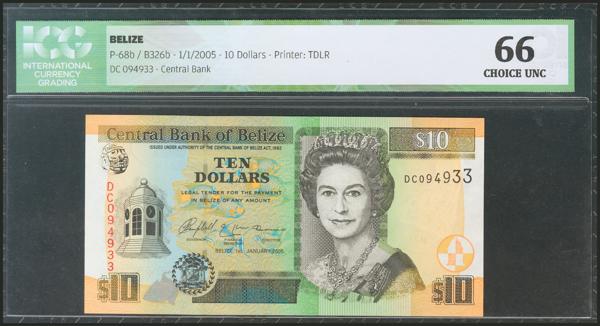 ICG
INTERNATIONAL
CURRENCY
GRADING
BELIZE
P-68b / B326b - 1/1/2005 - 10 Dollars - Printer: TDLR
DC 094933 - Central Bank
66
CHOICE UNC
Central Bank of Belize
$10
ISSUED UNDER AUTHORITY OF THE CENTRAL BANK OF BELIZE ACT, 1982
TEN
DOLLARS
LEGAL TENDER FOR THE PAYMENT
IN BELIZE OF ANY AMOUNT
DC094933
DC094933
GOVERNOR
DIRECTOR
BELIZE, 1st JANUARY 2005
$10
$10